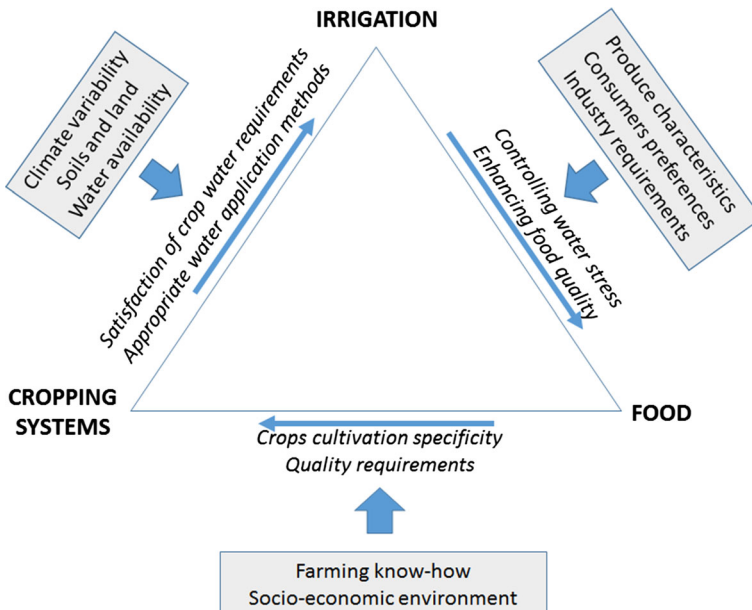 IRRIGATION
Climate variability
Soils and land
Water availability
Satisfaction of crop water requirements
Appropriate water application methods
Produce characteristics
Consumers preferences
Industry requirements
Controlling water stress
Enhancing food quality
CROPPING
SYSTEMS
FOOD
Crops cultivation specificity
Quality requirements
Farming know-how
Socio-economic environment